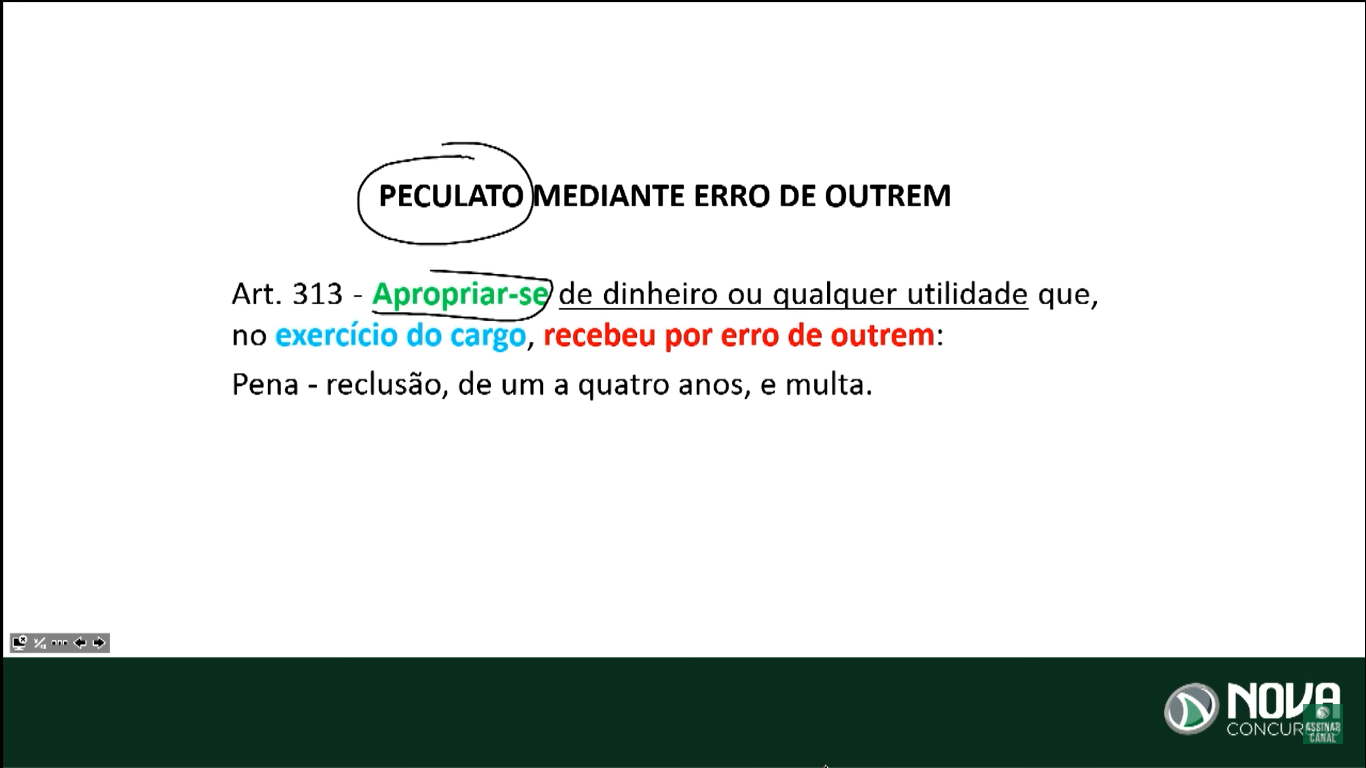 PECULATO MEDIANTE ERRO DE OUTREM
Art. 313 - Apropriar-se de dinheiro ou qualquer utilidade que,
no exercício do cargo, recebeu por erro de outrem:
Pena - reclusão, de um a quatro anos, e multa.
NOVA
CONCUR
ASSINAR
CANAL